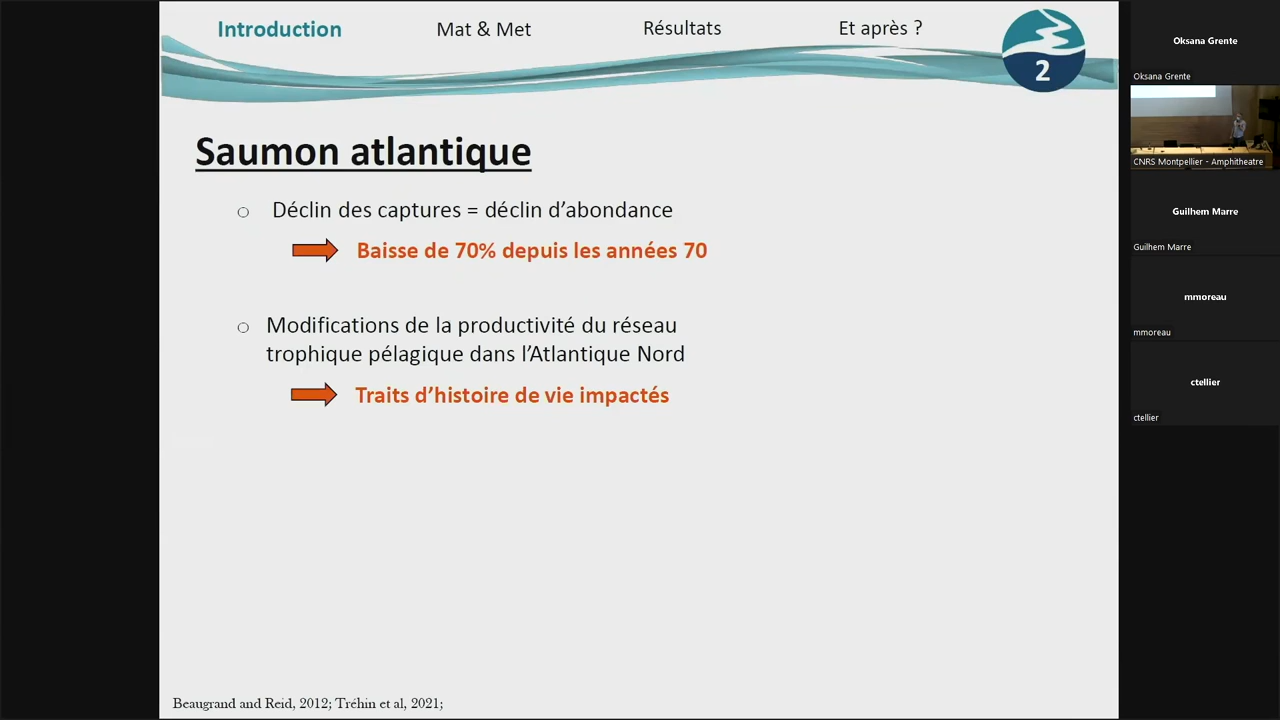 Introduction
Mat & Met
Résultats
Et après ?
2
Saumon atlantique
Déclin des captures = déclin d’abondance
Baisse de 70% depuis les années 70
Modifications de la productivité du réseau
trophique pélagique dans l’Atlantique Nord
Traits d’histoire de vie impactés
Beaugrand and Reid, 2012; Tréhin et al, 2021;
Oksana Grente
Oksana Grente
CNRS Montpellier - Amphitheatre
Guilhem Marre
Guilhem Marre
mmoreau
mmoreau
ctellier
ctellier